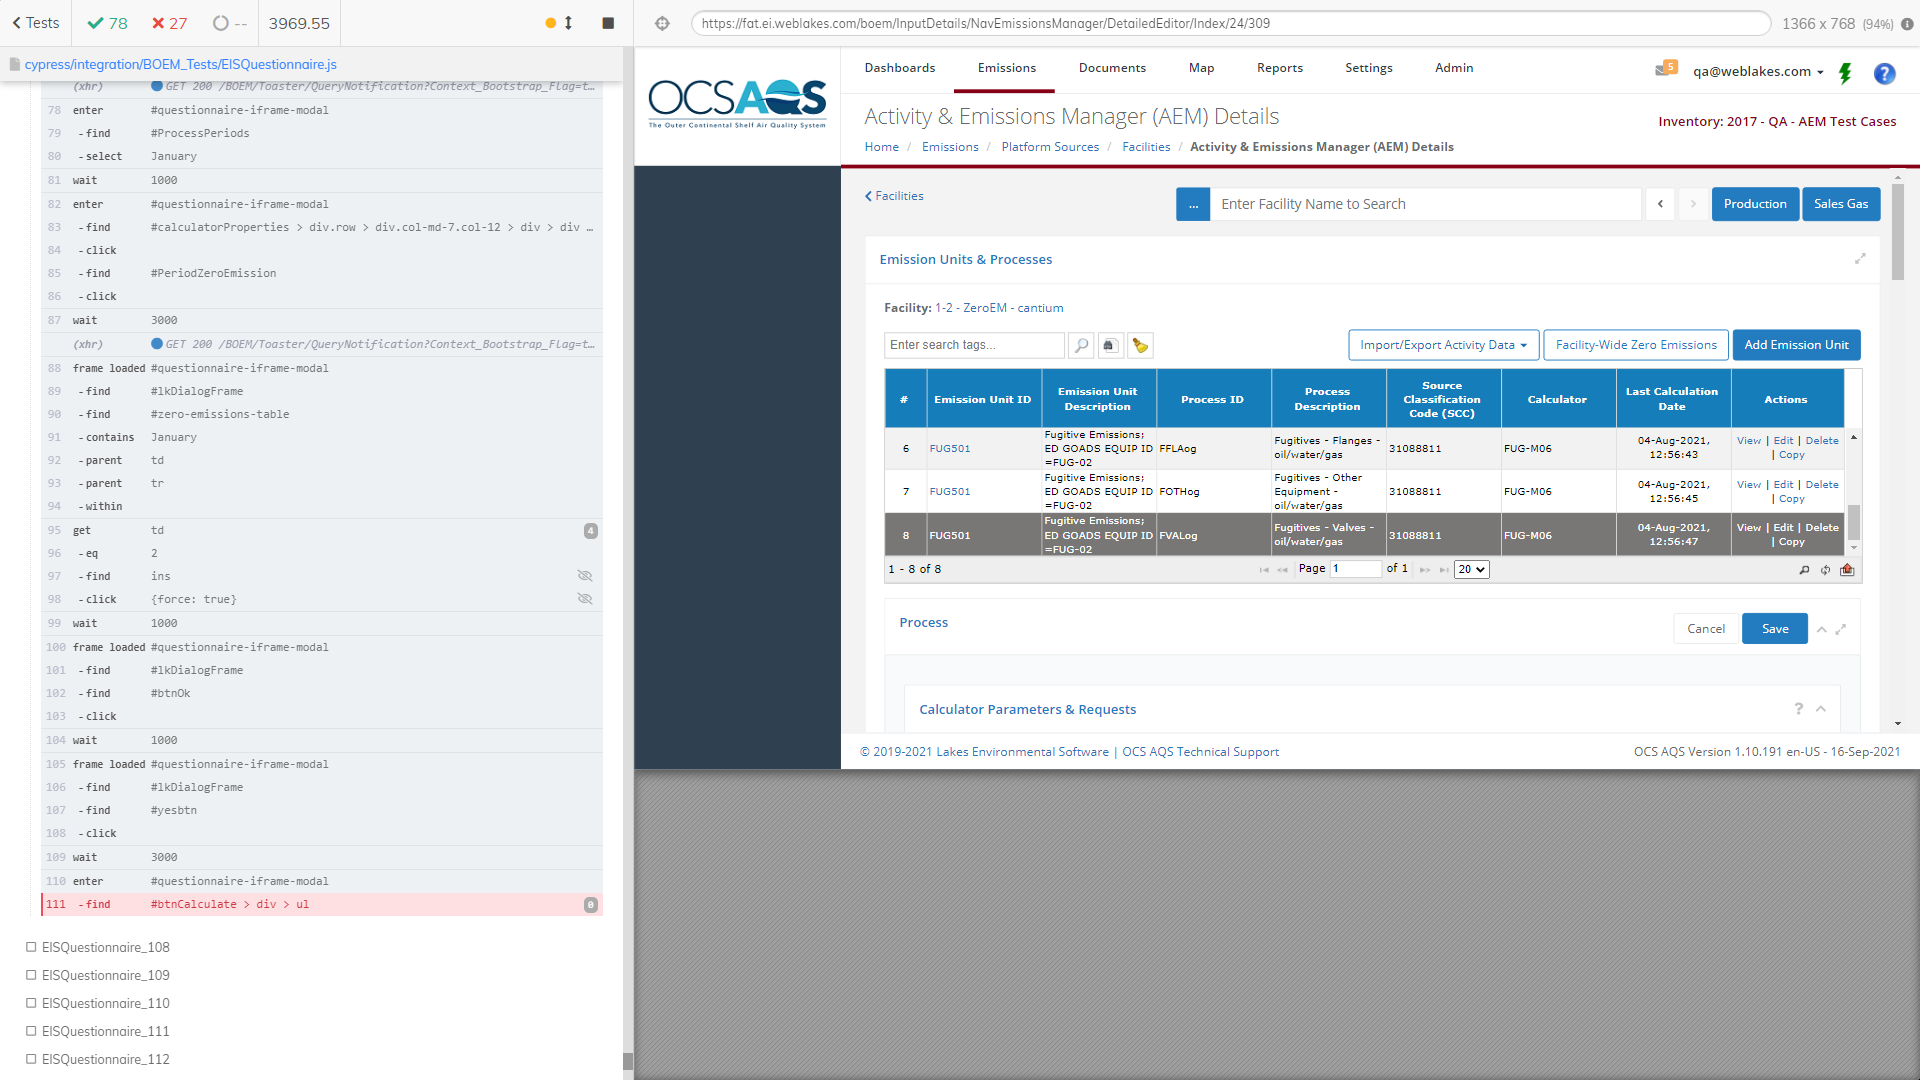 Tests
78
27
--
3969.55
https://fat.ei.weblakes.com/boem/InputDetails/NavEmissionsManager/DetailedEditor/Index/24/309
1366 x 768 (94%)
cypress/integration/BOEM_Tests/EISQuestionnaire.js
(xhr) GET 200 /BOEM/Toaster/QueryNotification?Context_Bootstrap_Flag=t…
78 enter #questionnaire-iframe-modal
79 -find #ProcessPeriods
80 -select January
81 wait 1000
82 enter #questionnaire-iframe-modal
83 -find #calculatorProperties > div.row > div.col-md-7.col-12 > div > div …
84 -click
85 -find #PeriodZeroEmission
86 -click
87 wait 3000
(xhr) GET 200 /BOEM/Toaster/QueryNotification?Context_Bootstrap_Flag=t…
88 frame loaded #questionnaire-iframe-modal
89 -find #lkDialogFrame
90 -find #zero-emissions-table
91 -contains January
92 -parent td
93 -parent tr
94 -within
95 get td 4
96 -eq 2
97 -find ins
98 -click {force: true}
99 wait 1000
100 frame loaded #questionnaire-iframe-modal
101 -find #lkDialogFrame
102 -find #btnOk
103 -click
104 wait 1000
105 frame loaded #questionnaire-iframe-modal
106 -find #lkDialogFrame
107 -find #yesbtn
108 -click
109 wait 3000
110 enter #questionnaire-iframe-modal
111 -find #btnCalculate > div > ul 0
EISQuestionnaire_108
EISQuestionnaire_109
EISQuestionnaire_110
EISQuestionnaire_111
EISQuestionnaire_112
OCSAQS
The Outer Continental Shelf Air Quality System
Dashboards Emissions Documents Map Reports Settings Admin
5
qa@weblakes.com
?
Activity & Emissions Manager (AEM) Details
Inventory: 2017 - QA - AEM Test Cases
Home / Emissions / Platform Sources / Facilities / Activity & Emissions Manager (AEM) Details
Facilities
... Enter Facility Name to Search
Production Sales Gas
Emission Units & Processes
Facility: 1-2 - ZeroEM - cantium
Enter search tags...
Import/Export Activity Data Facility-Wide Zero Emissions Add Emission Unit
# Emission Unit ID Emission Unit Description Process ID Process Description Source Classification Code (SCC) Calculator Last Calculation Date Actions
6 FUG501 Fugitive Emissions; ED GOADS EQUIP ID =FUG-02 FFLAog Fugitives - Flanges - oil/water/gas 31088811 FUG-M06 04-Aug-2021, 12:56:43 View | Edit | Delete | Copy
7 FUG501 Fugitive Emissions; ED GOADS EQUIP ID =FUG-02 FOTHog Fugitives - Other Equipment - oil/water/gas 31088811 FUG-M06 04-Aug-2021, 12:56:45 View | Edit | Delete | Copy
8 FUG501 Fugitive Emissions; ED GOADS EQUIP ID =FUG-02 FVALog Fugitives - Valves - oil/water/gas 31088811 FUG-M06 04-Aug-2021, 12:56:47 View | Edit | Delete | Copy
1 - 8 of 8
Page 1 of 1 20
Process
Cancel Save
Calculator Parameters & Requests
?
© 2019-2021 Lakes Environmental Software | OCS AQS Technical Support
OCS AQS Version 1.10.191 en-US - 16-Sep-2021